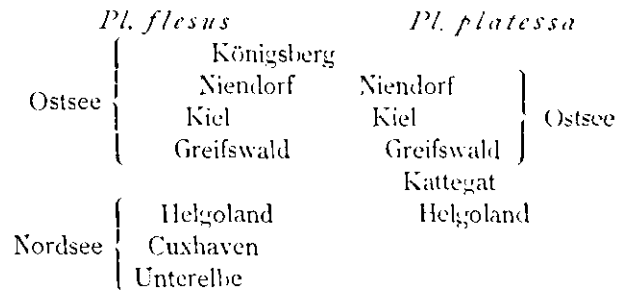 Pl. flesus Pl. platessa
Königsberg
Niendorf Niendorf
Ostsee Ostsee
Kiel Kiel
Greifswald Greifswald
Kattegat
Helgoland Helgoland
Nordsee Cuxhaven
Unterelbe